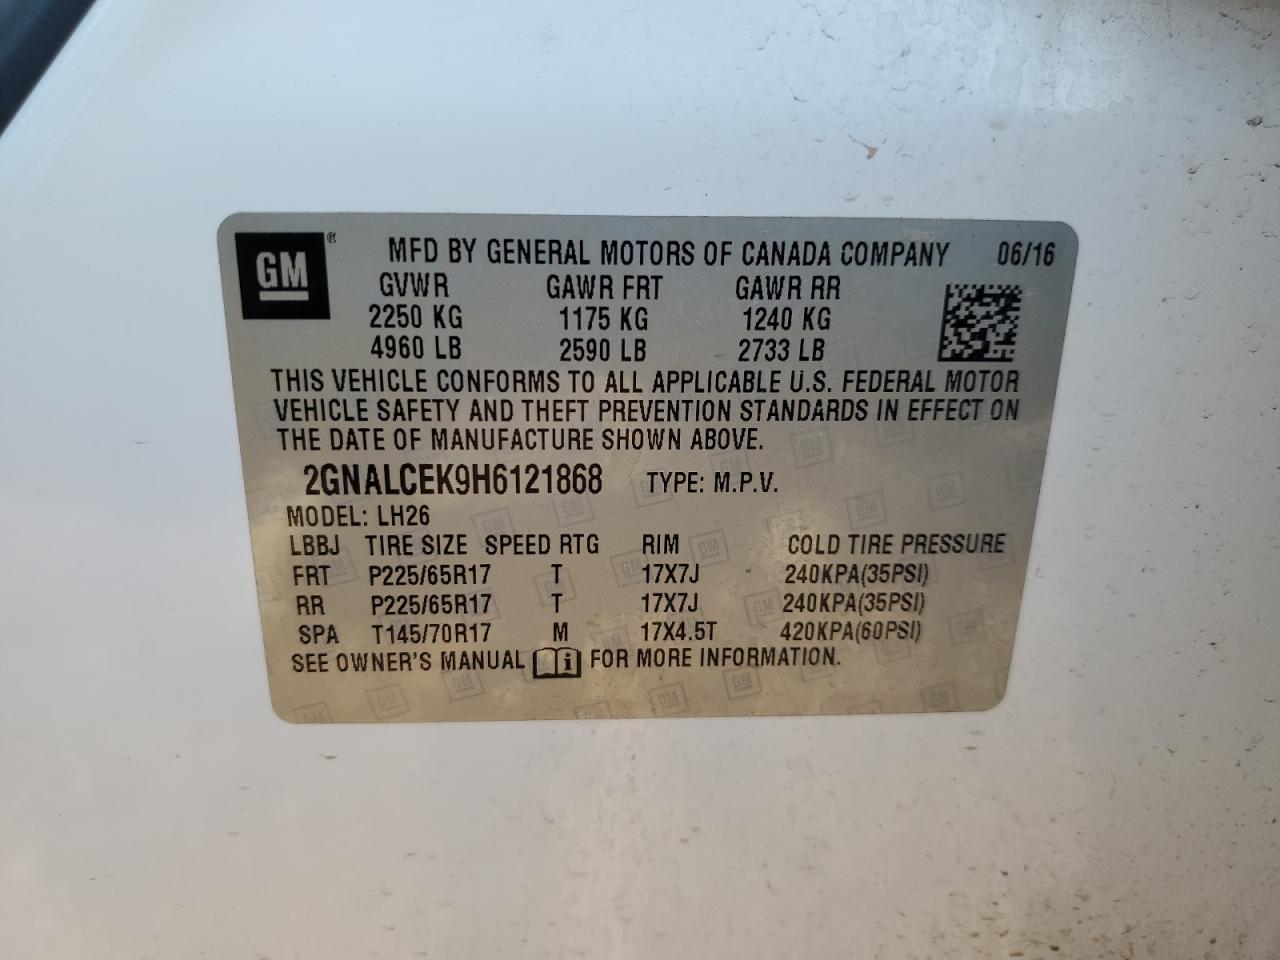 GM ® MFD BY GENERAL MOTORS OF CANADA COMPANY 06/16
GVWR GAWR FRT GAWR RR
2250 KG 1175 KG 1240 KG
4960 LB 2590 LB 2733 LB
THIS VEHICLE CONFORMS TO ALL APPLICABLE U.S. FEDERAL MOTOR
VEHICLE SAFETY AND THEFT PREVENTION STANDARDS IN EFFECT ON
THE DATE OF MANUFACTURE SHOWN ABOVE.
2GNALCEK9H6121868 TYPE: M.P.V.
MODEL: LH26
LBBJ TIRE SIZE SPEED RTG RIM COLD TIRE PRESSURE
FRT P225/65R17 T 17X7J 240KPA(35PSI)
RR P225/65R17 T 17X7J 240KPA(35PSI)
SPA T145/70R17 M 17X4.5T 420KPA(60PSI)
SEE OWNER'S MANUAL i FOR MORE INFORMATION.